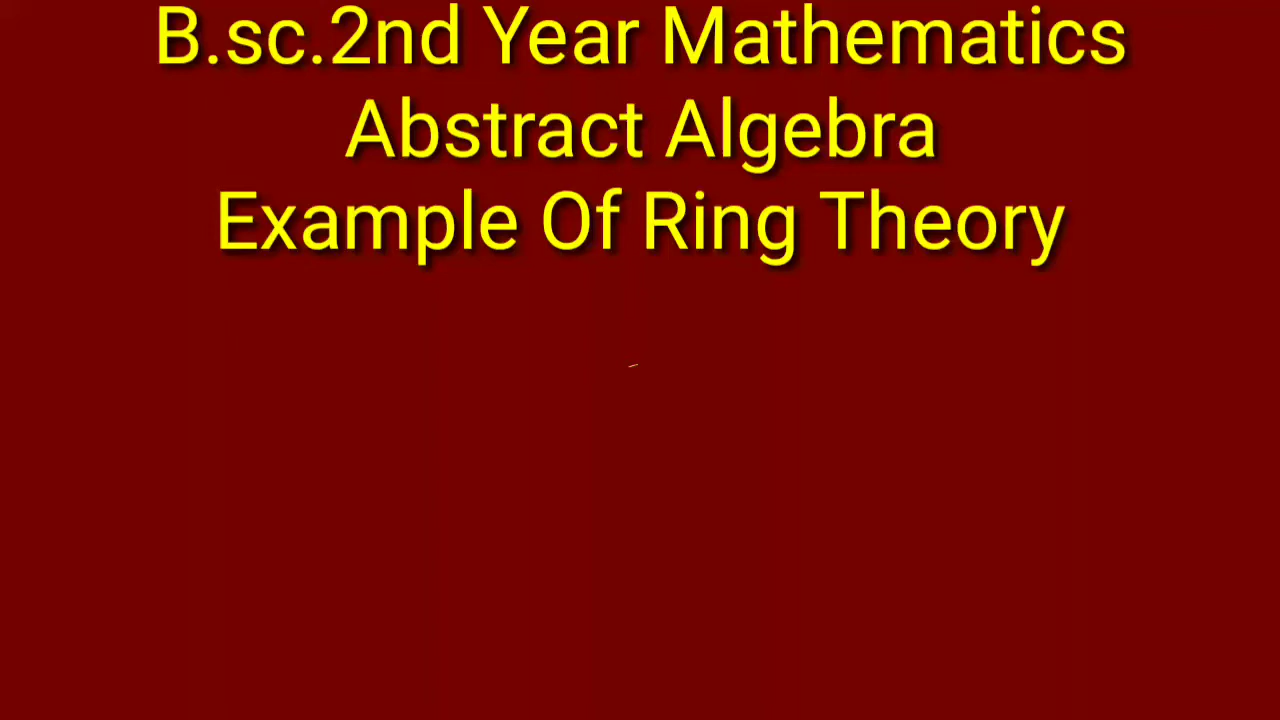 B.sc.2nd Year Mathematics
Abstract Algebra
Example Of Ring Theory